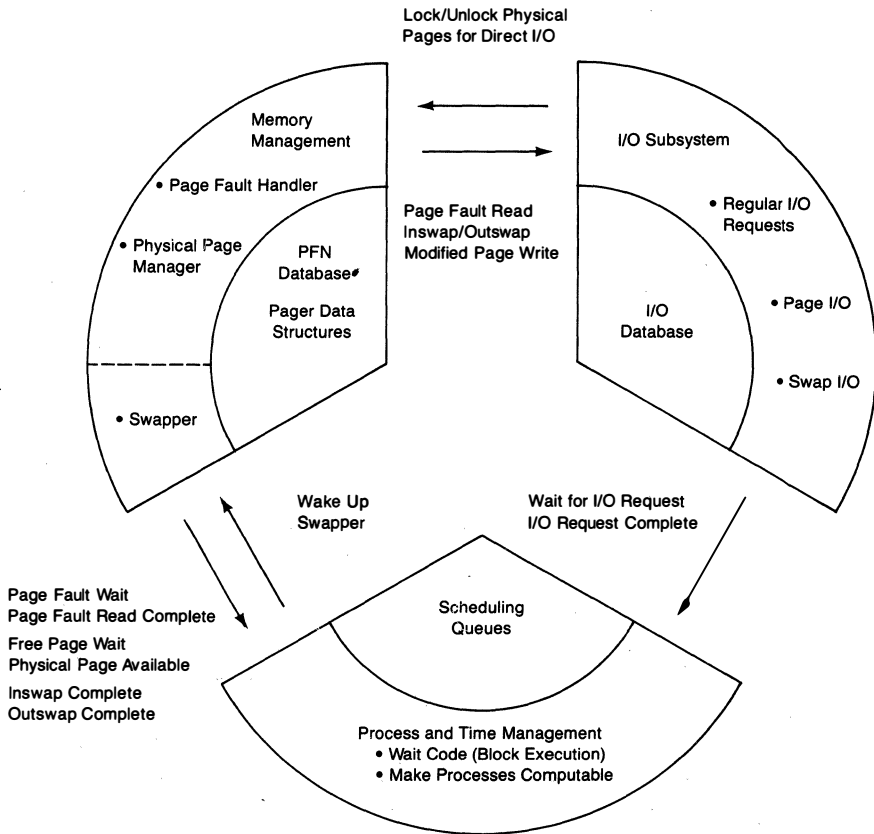 Lock/Unlock Physical
Pages for Direct I/O
Memory
Management
• Page Fault Handler
• Physical Page
Manager
PFN
Database
Pager Data
Structures
• Swapper
Page Fault Read
Inswap/Outswap
Modified Page Write
I/O Subsystem
• Regular I/O
Requests
• Page I/O
• Swap I/O
I/O
Database
Wake Up
Swapper
Wait for I/O Request
I/O Request Complete
Page Fault Wait
Page Fault Read Complete
Free Page Wait
Physical Page Available
Inswap Complete
Outswap Complete
Scheduling
Queues
Process and Time Management
• Wait Code (Block Execution)
• Make Processes Computable